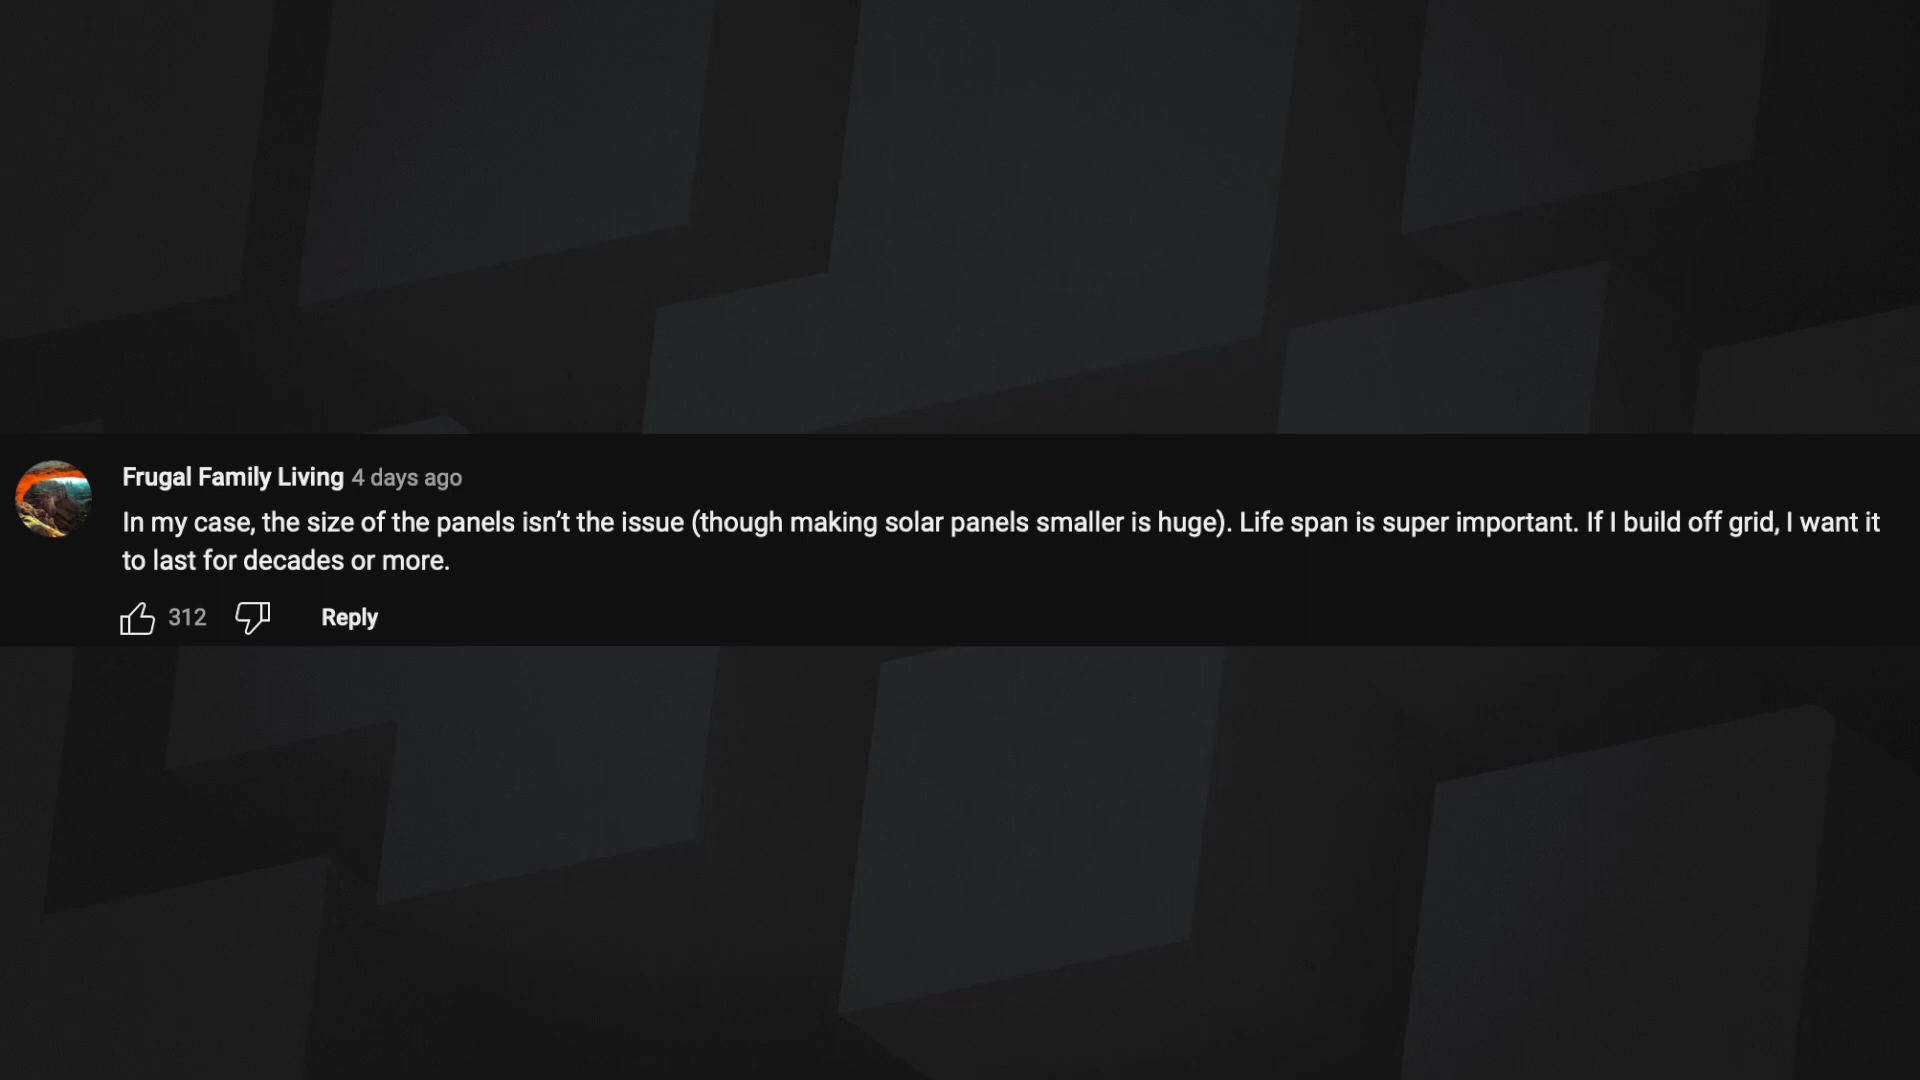 Frugal Family Living 4 days ago
In my case, the size of the panels isn’t the issue (though making solar panels smaller is huge). Life span is super important. If I build off grid, I want it
to last for decades or more.
312 Reply